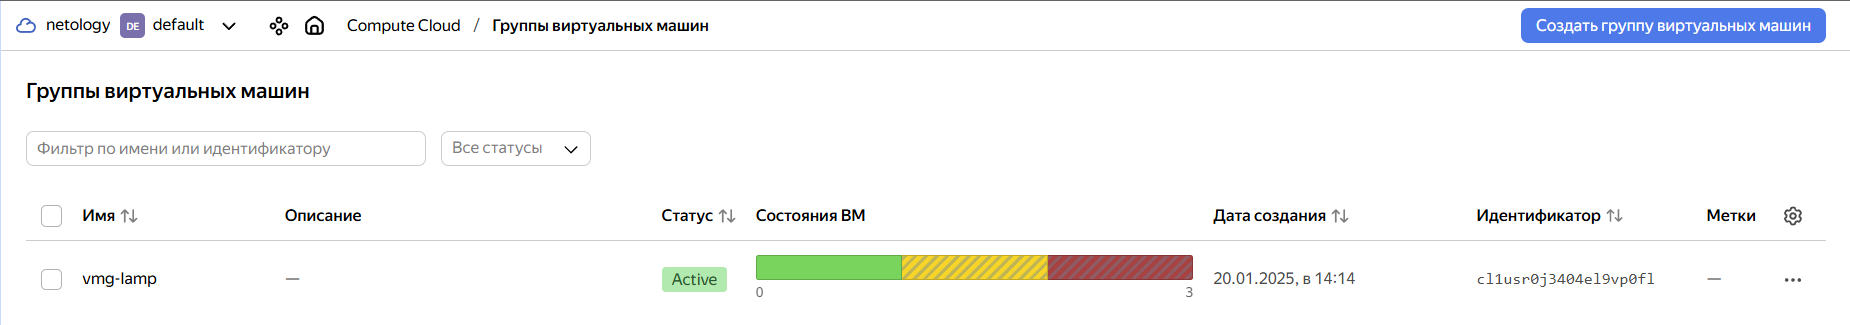 netology DE default Compute Cloud / Группы виртуальных машин Создать группу виртуальных машин
Группы виртуальных машин
Фильтр по имени или идентификатору Все статусы
Имя Описание Статус Состояния ВМ Дата создания Идентификатор Метки
vmg-lamp — Active 20.01.2025, в 14:14 cl1usr0j3404el9vp0fl —
0 3